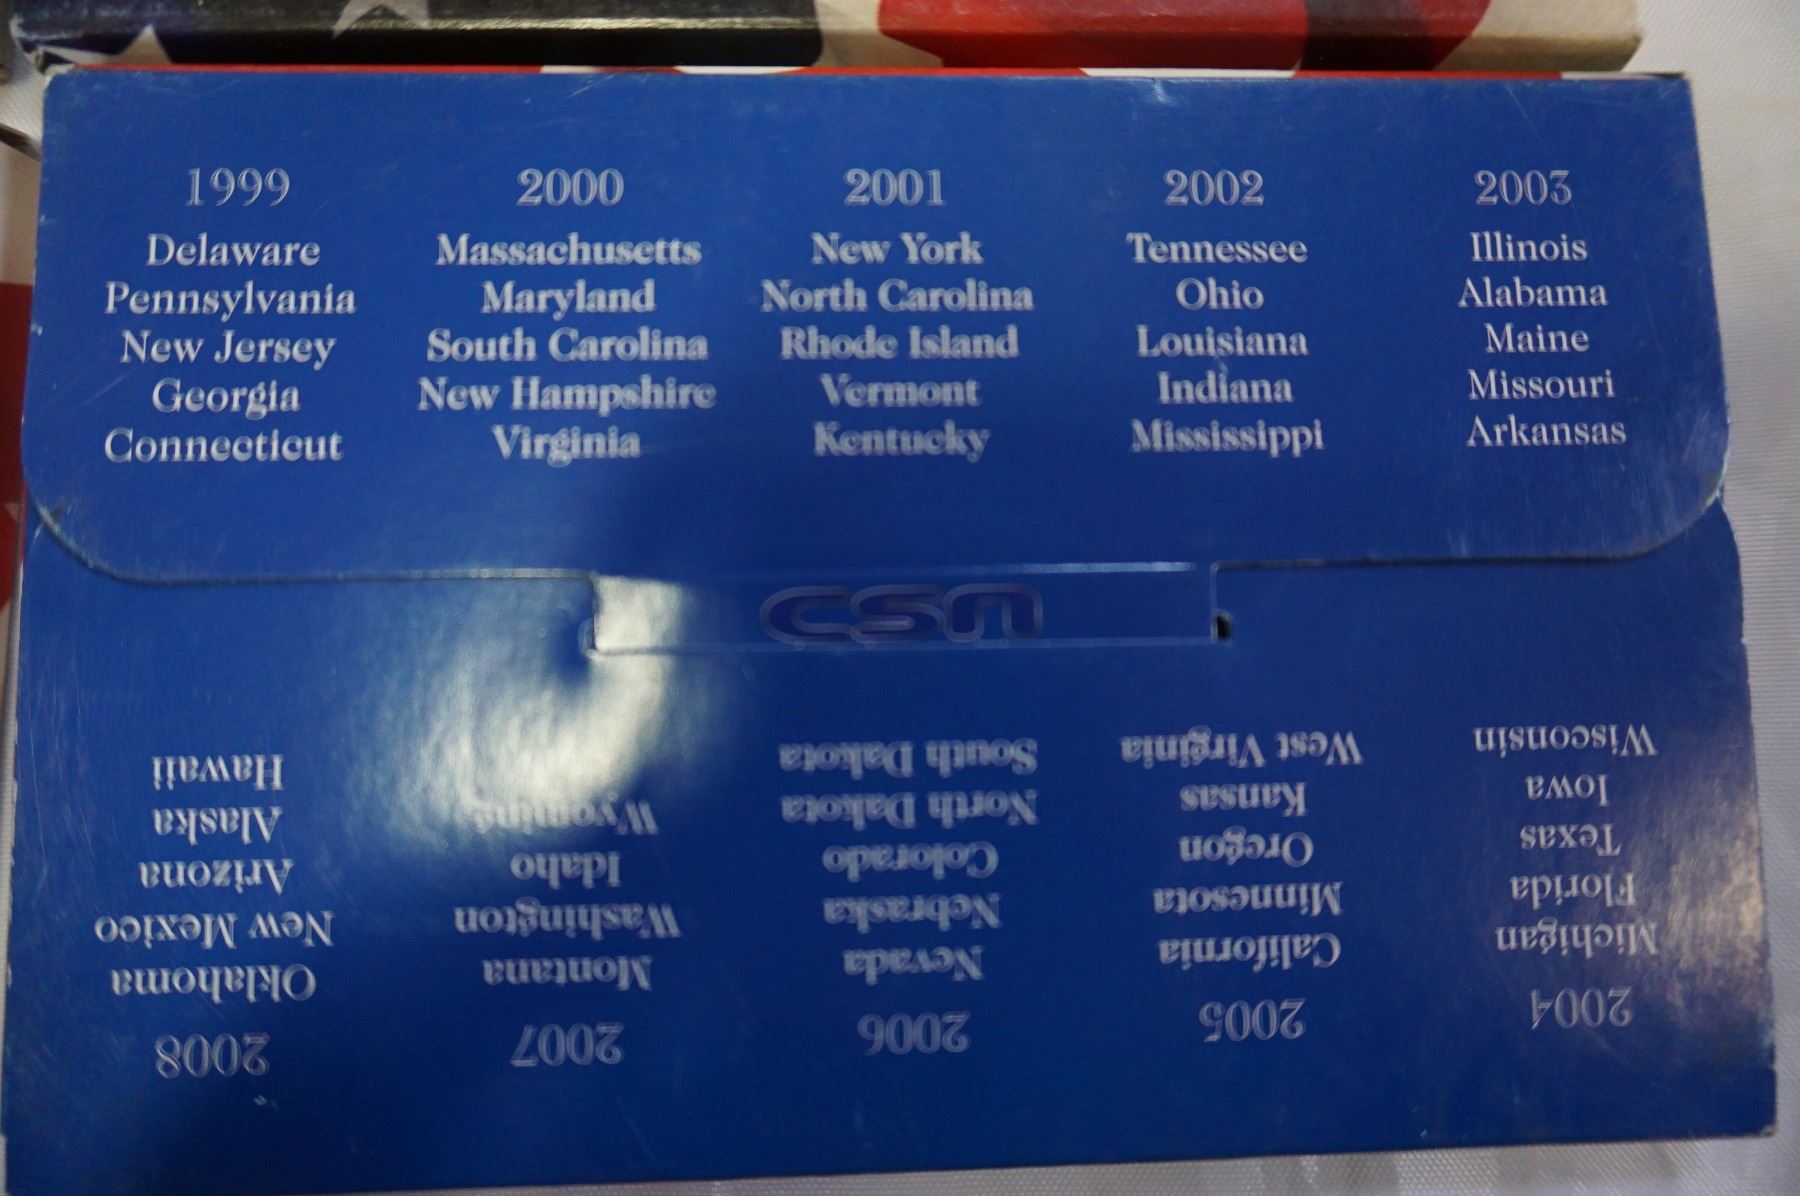 1999
Delaware
Pennsylvania
New Jersey
Georgia
Connecticut
2000
Massachusetts
Maryland
South Carolina
New Hampshire
Virginia
2001
New York
North Carolina
Rhode Island
Vermont
Kentucky
2002
Tennessee
Ohio
Louisiana
Indiana
Mississippi
2003
Illinois
Alabama
Maine
Missouri
Arkansas
csn
2004
Michigan
Florida
Texas
Iowa
Wisconsin
2005
California
Minnesota
Oregon
Kansas
West Virginia
2006
Nevada
Nebraska
Colorado
North Dakota
South Dakota
2007
Montana
Washington
Idaho
Wyoming
2008
Oklahoma
New Mexico
Arizona
Alaska
Hawaii